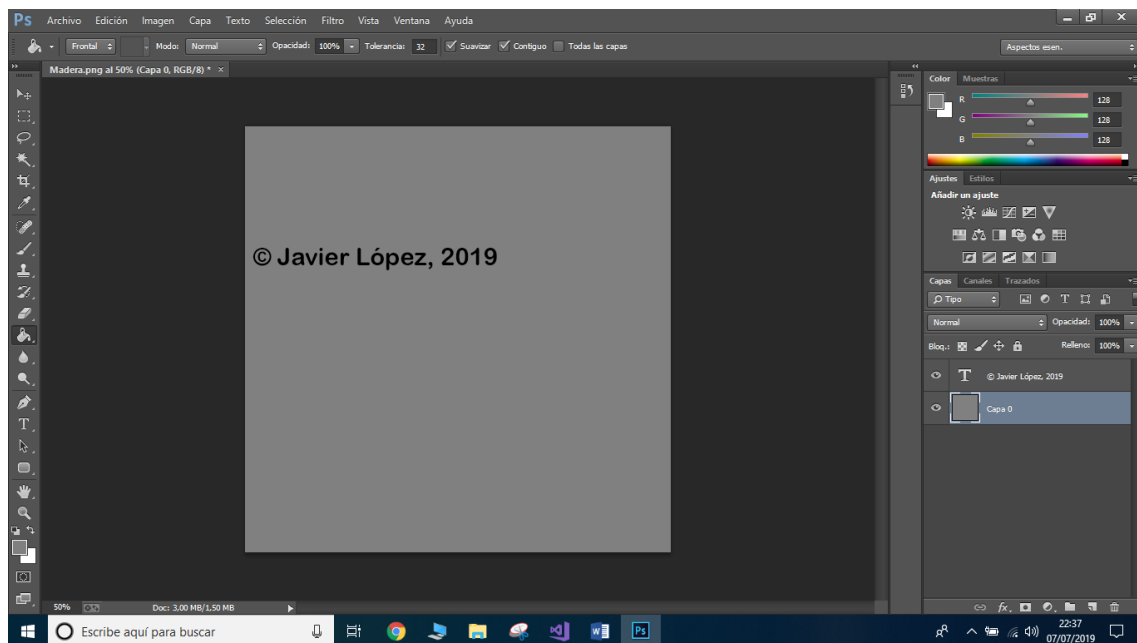 Ps Archivo Edición Imagen Capa Texto Selección Filtro Vista Ventana Ayuda
Frontal Modo: Normal Opacidad: 100% Tolerancia: 32 Suavizar Contiguo Todas las capas Aspectos esen.
Madera.png al 50% (Capa 0, RGB/8) * ×
Color Muestras
R 128
G 128
B 128
Ajustes Estilos
Añadir un ajuste
© Javier López, 2019
Capas Canales Trazados
Tipo
Normal Opacidad: 100%
Bloq.: Relleno: 100%
T © Javier López, 2019
Capa 0
50% Doc: 3,00 MB/1,50 MB
Escribe aquí para buscar
22:37
07/07/2019